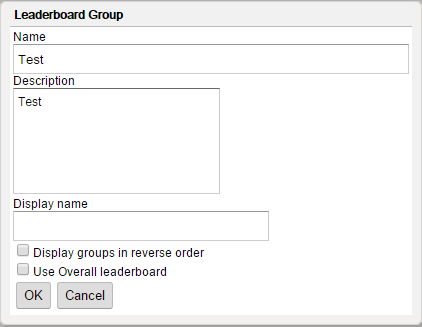 Leaderboard Group
Name
Test
Description
Test
Display name
Display groups in reverse order
Use Overall leaderboard
OK Cancel